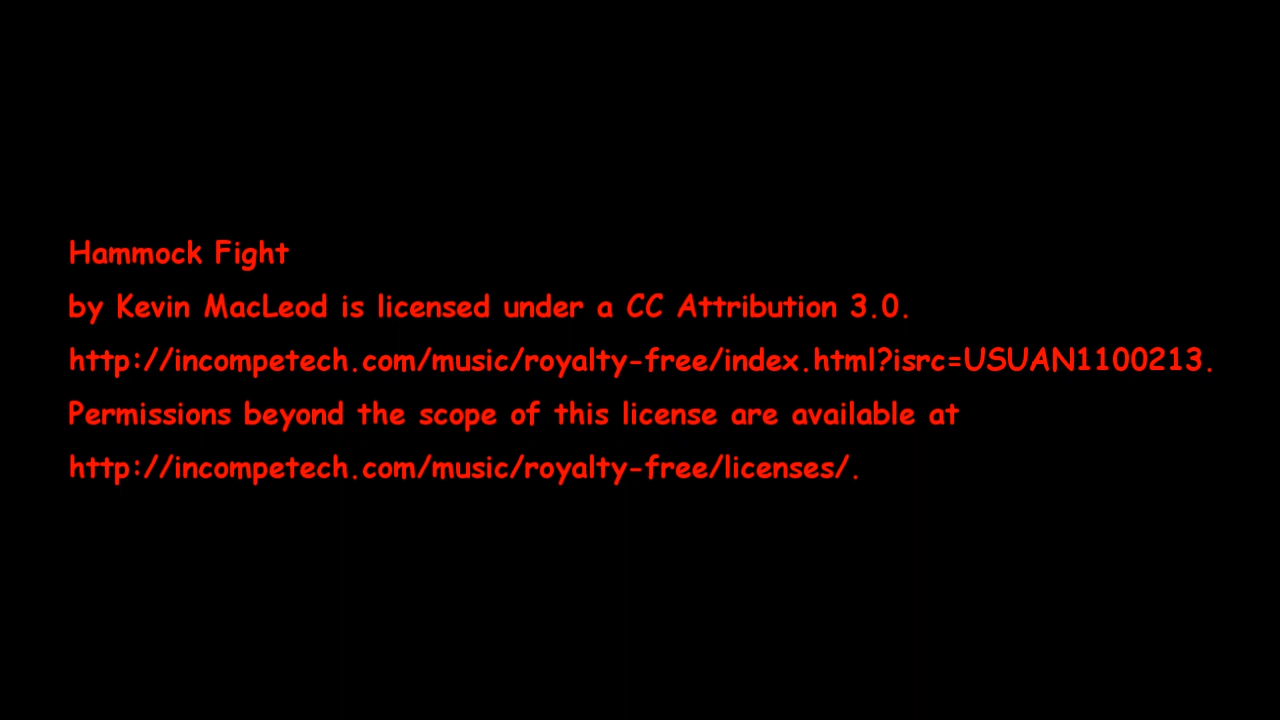 Hammock Fight
by Kevin MacLeod is licensed under a CC Attribution 3.0.
http://incompetech.com/music/royalty-free/index.html?isrc=USUAN1100213.
Permissions beyond the scope of this license are available at
http://incompetech.com/music/royalty-free/licenses/.